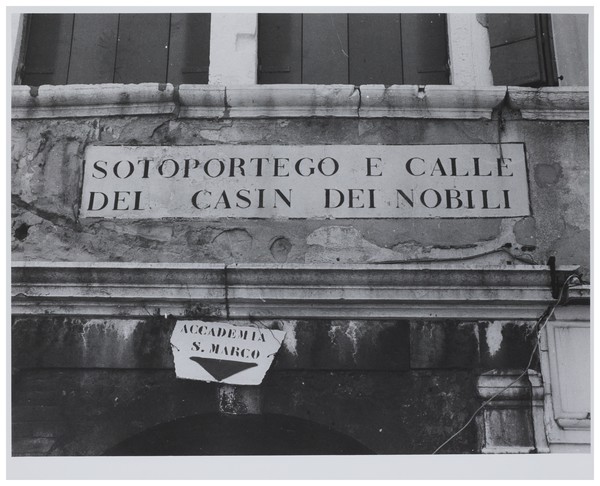 SOTOPORTEGO E CALLE
DEL CASIN DEI NOBILI
ACCADEMIA
S. MARCO